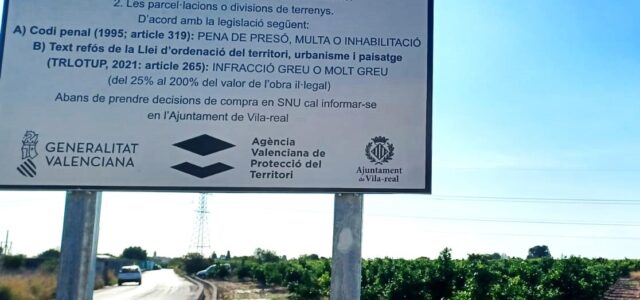 2. Les parcel·lacions o divisions de terrenys.
D'acord amb la legislació següent:
A) Codi penal (1995; article 319): PENA DE PRESÓ, MULTA O INHABILITACIÓ
B) Text refós de la Llei d'ordenació del territori, urbanisme i paisatge
(TRLOTUP, 2021: article 265): INFRACCIÓ GREU O MOLT GREU
(del 25% al 200% del valor de l'obra il·legal)
Abans de prendre decisions de compra en SNU cal informar-se
en l'Ajuntament de Vila-real
GENERALITAT
VALENCIANA
Agència
Valenciana de
Protecció del
Territori
Ajuntament
de Vila-real